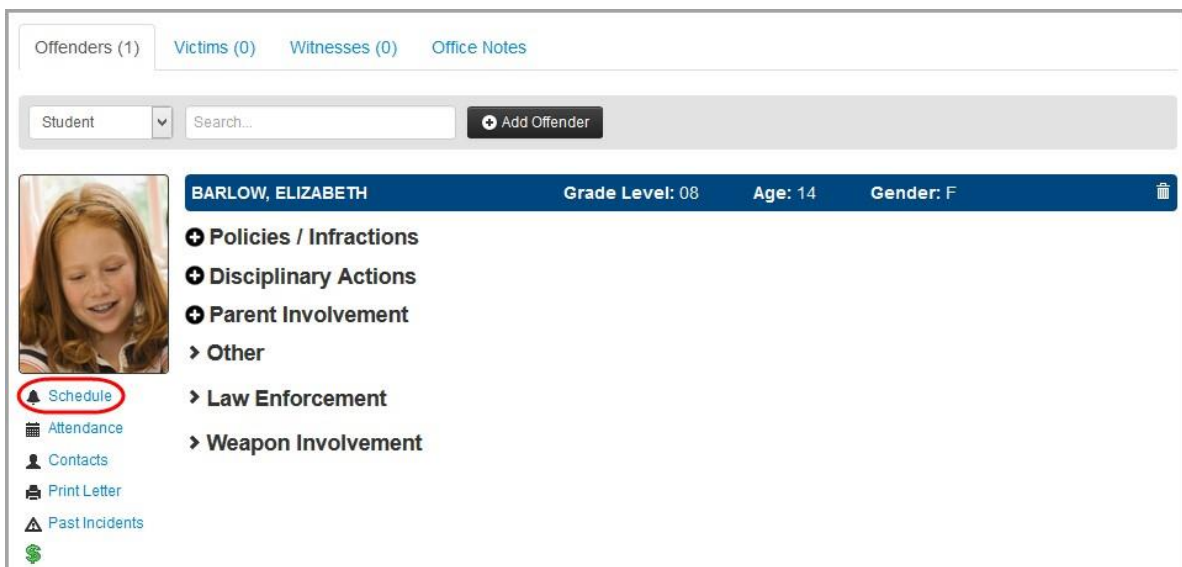 Offenders (1) Victims (0) Witnesses (0) Office Notes
Student Search... Add Offender
BARLOW, ELIZABETH Grade Level: 08 Age: 14 Gender: F
Policies / Infractions
Disciplinary Actions
Parent Involvement
Other
Law Enforcement
Weapon Involvement
Schedule
Attendance
Contacts
Print Letter
Past Incidents
$